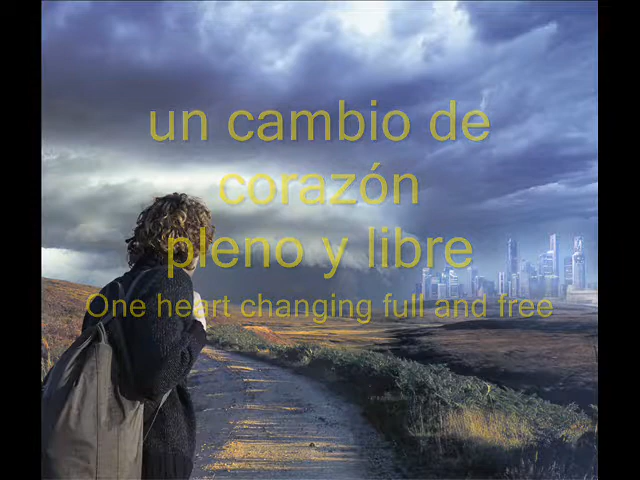 un cambio de
corazón
pleno y libre
One heart changing full and free